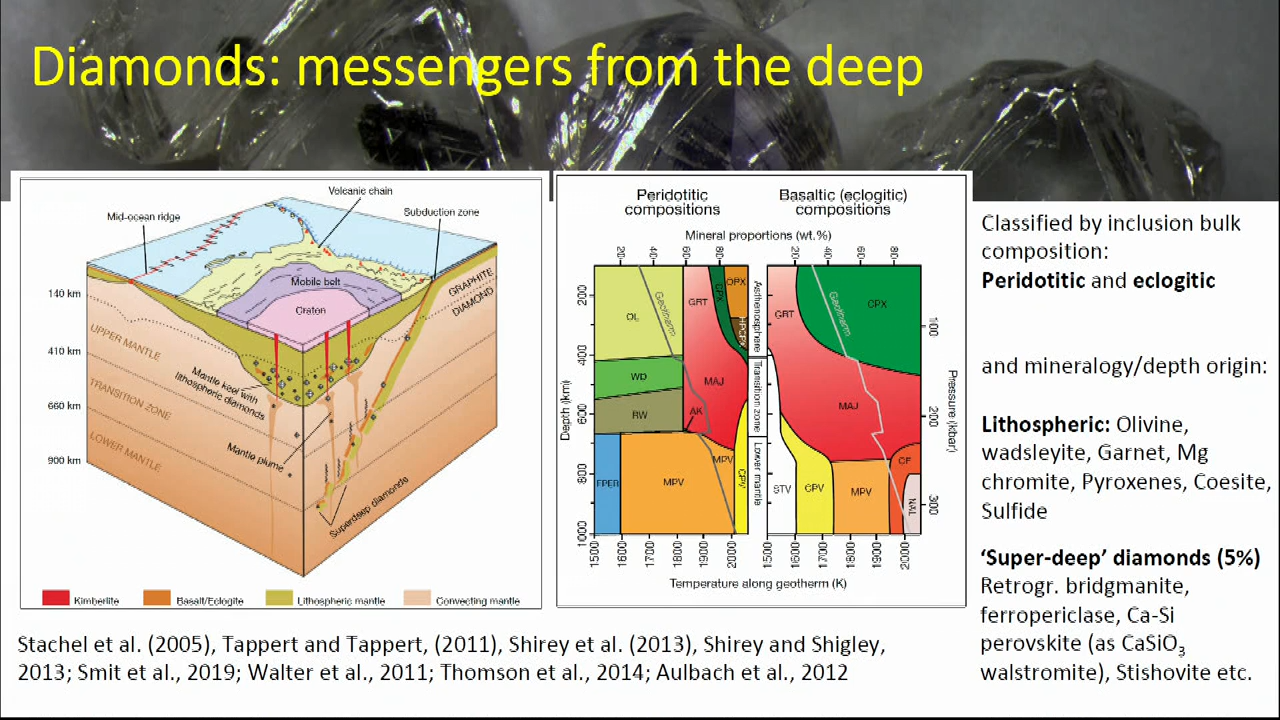 Diamonds: messengers from the deep
Volcanic chain
Mid-ocean ridge
Subduction zone
Mobile belt
Craton
GRAPHITE
DIAMOND
140 km
410 km
660 km
900 km
UPPER MANTLE
TRANSITION ZONE
LOWER MANTLE
Mantle keel with
lithospheric diamonds
Mantle plume
Superdeep diamonds
Kimberlite
Basalt/Eclogite
Lithospheric mantle
Convecting mantle
Peridotitic
compositions
Basaltic (eclogitic)
compositions
Mineral proportions (wt.%)
20 40 60 80
20 40 60 80
Depth (km)
200
400
600
800
1000
OL
Geotherm
GRT
CPX
OPX
HPCPX
WD
RW
MAJ
AK
FPER
MPV
MPV
CPV
Asthenosphere
Transition zone
Lower mantle
GRT
Geotherm
CPX
MAJ
STV
CPV
MPV
CF
NAL
Pressure (kbar)
100
200
300
1500 1600 1700 1800 1900 2000
1500 1600 1700 1800 1900 2000
Temperature along geotherm (K)
Classified by inclusion bulk
composition:
Peridotitic and eclogitic
and mineralogy/depth origin:
Lithospheric: Olivine,
wadsleyite, Garnet, Mg
chromite, Pyroxenes, Coesite,
Sulfide
‘Super-deep’ diamonds (5%)
Retrogr. bridgmanite,
ferropericlase, Ca-Si
perovskite (as CaSiO₃
walstromite), Stishovite etc.
Stachel et al. (2005), Tappert and Tappert, (2011), Shirey et al. (2013), Shirey and Shigley,
2013; Smit et al., 2019; Walter et al., 2011; Thomson et al., 2014; Aulbach et al., 2012